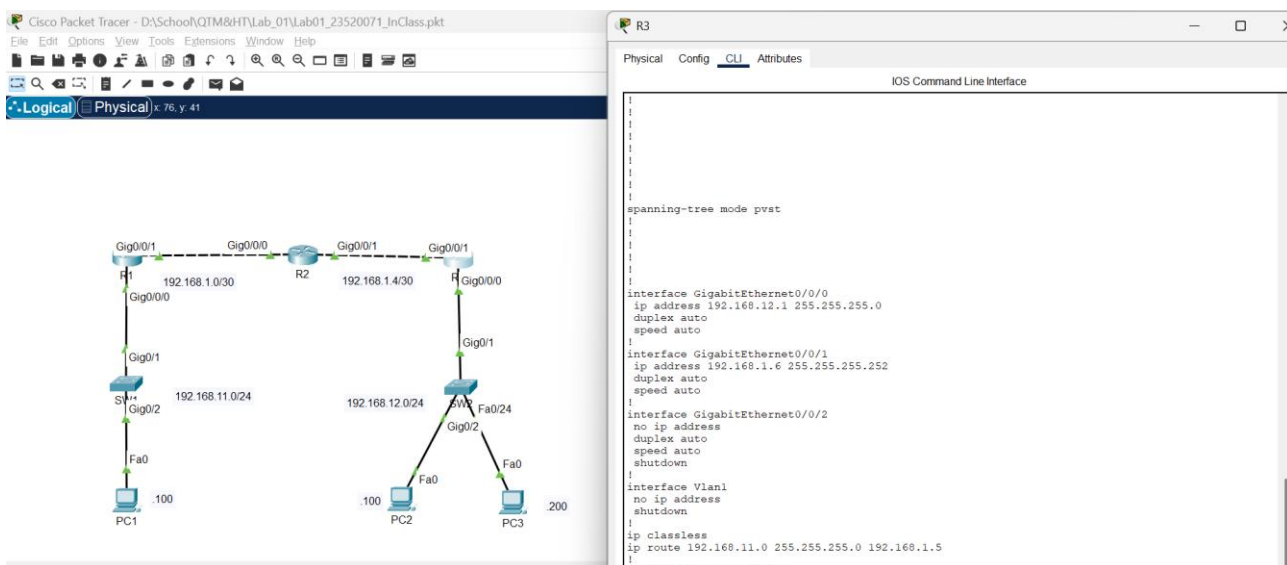 Cisco Packet Tracer - D:\School\QTM&HT\Lab_01\Lab01_23520071_InClass.pkt
File Edit Options View Tools Extensions Window Help
Logical Physical x: 76, y: 41
Gig0/0/1 Gig0/0/0 Gig0/0/1 Gig0/0/1
R1 192.168.1.0/30 R2 192.168.1.4/30 Gig0/0/0
Gig0/0/0
Gig0/1 Gig0/1
192.168.11.0/24 192.168.12.0/24 SW2 Fa0/24
Gig0/2 Gig0/2
Fa0 Fa0 Fa0
.100 .100 .200
PC1 PC2 PC3
R3
Physical Config CLI Attributes
IOS Command Line Interface
!
!
!
!
!
!
!
!
!
spanning-tree mode pvst
!
!
!
!
!
!
interface GigabitEthernet0/0/0
ip address 192.168.12.1 255.255.255.0
duplex auto
speed auto
!
interface GigabitEthernet0/0/1
ip address 192.168.1.6 255.255.255.252
duplex auto
speed auto
!
interface GigabitEthernet0/0/2
no ip address
duplex auto
speed auto
shutdown
!
interface Vlan1
no ip address
shutdown
!
ip classless
ip route 192.168.11.0 255.255.255.0 192.168.1.5
!